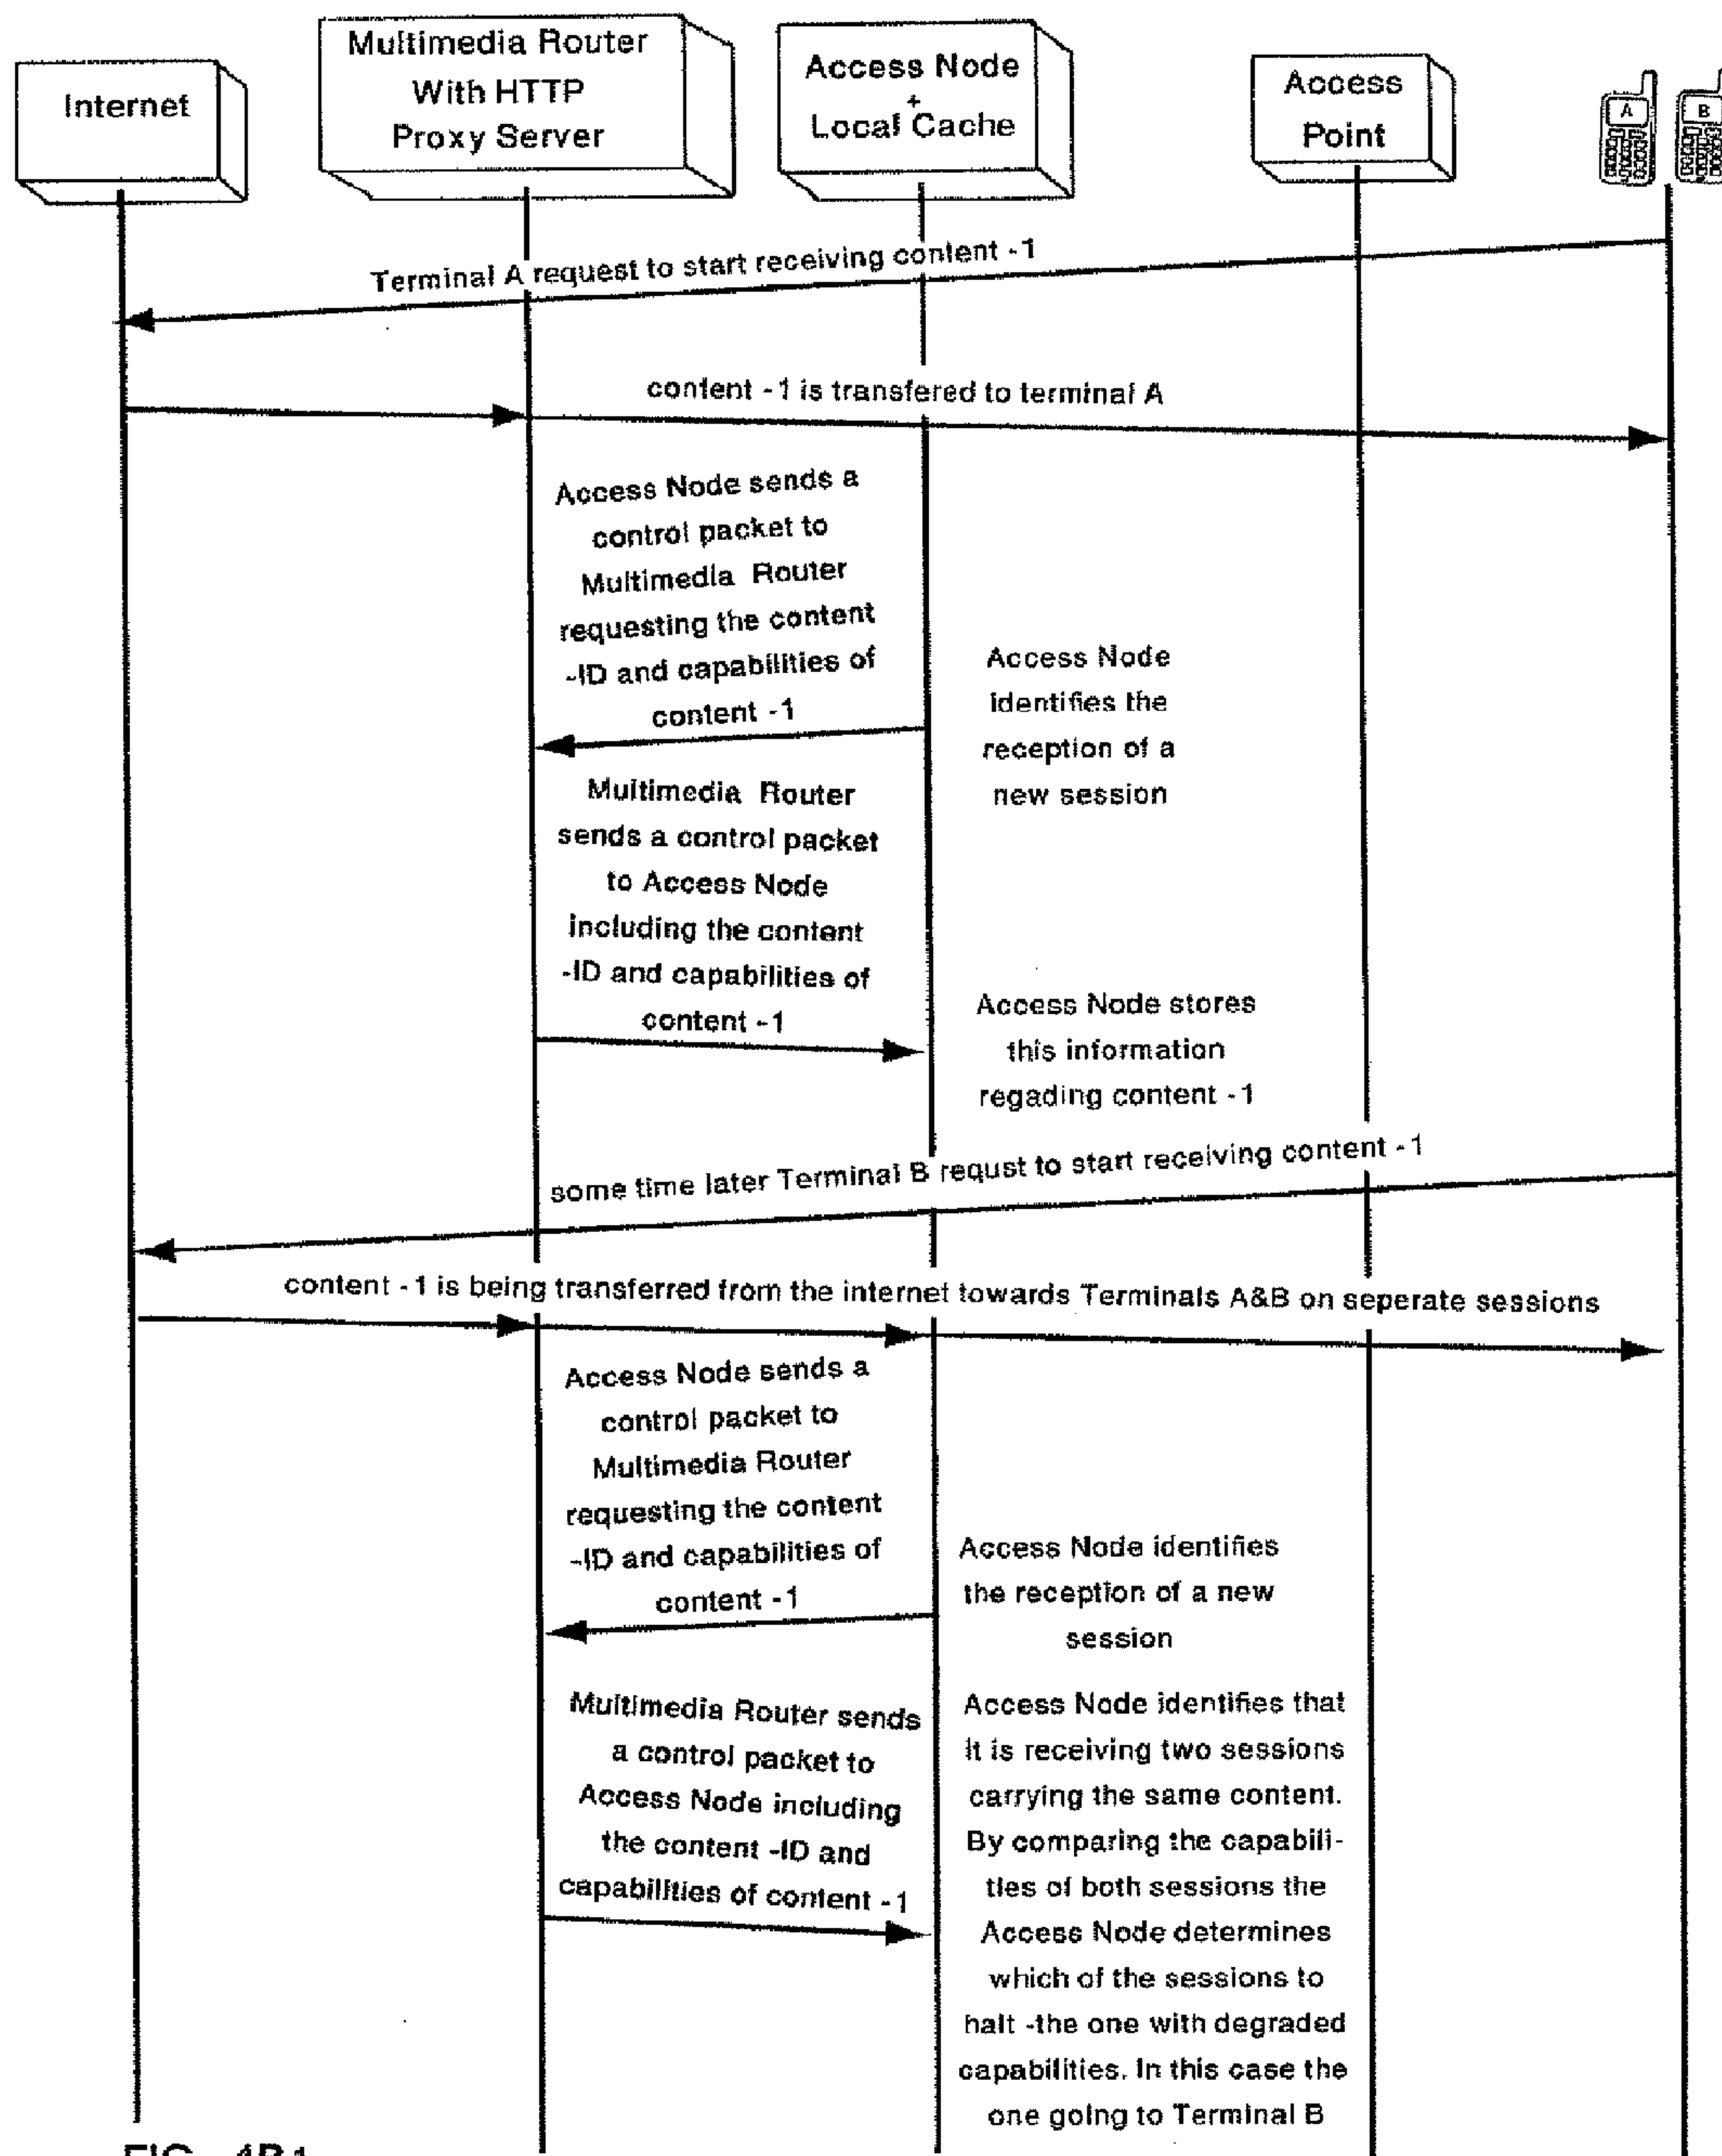 Internet
Multimedia Router
With HTTP
Proxy Server
Access Node
+
Local Cache
Access
Point
A
B
Terminal A request to start receiving content -1
content -1 is transfered to terminal A
Access Node sends a
control packet to
Multimedia Router
requesting the content
-ID and capabilities of
content -1
Access Node
identifies the
reception of a
new session
Multimedia Router
sends a control packet
to Access Node
including the content
-ID and capabilities of
content -1
Access Node stores
this information
regading content -1
some time later Terminal B requst to start receiving content -1
content -1 is being transferred from the internet towards Terminals A&B on seperate sessions
Access Node sends a
control packet to
Multimedia Router
requesting the content
-ID and capabilities of
content -1
Access Node identifies
the reception of a new
session
Multimedia Router sends
a control packet to
Access Node including
the content -ID and
capabilities of content -1
Access Node identifies that
it is receiving two sessions
carrying the same content.
By comparing the capabili-
ties of both sessions the
Access Node determines
which of the sessions to
halt -the one with degraded
capabilities. In this case the
one going to Terminal B
FIG. 4B1